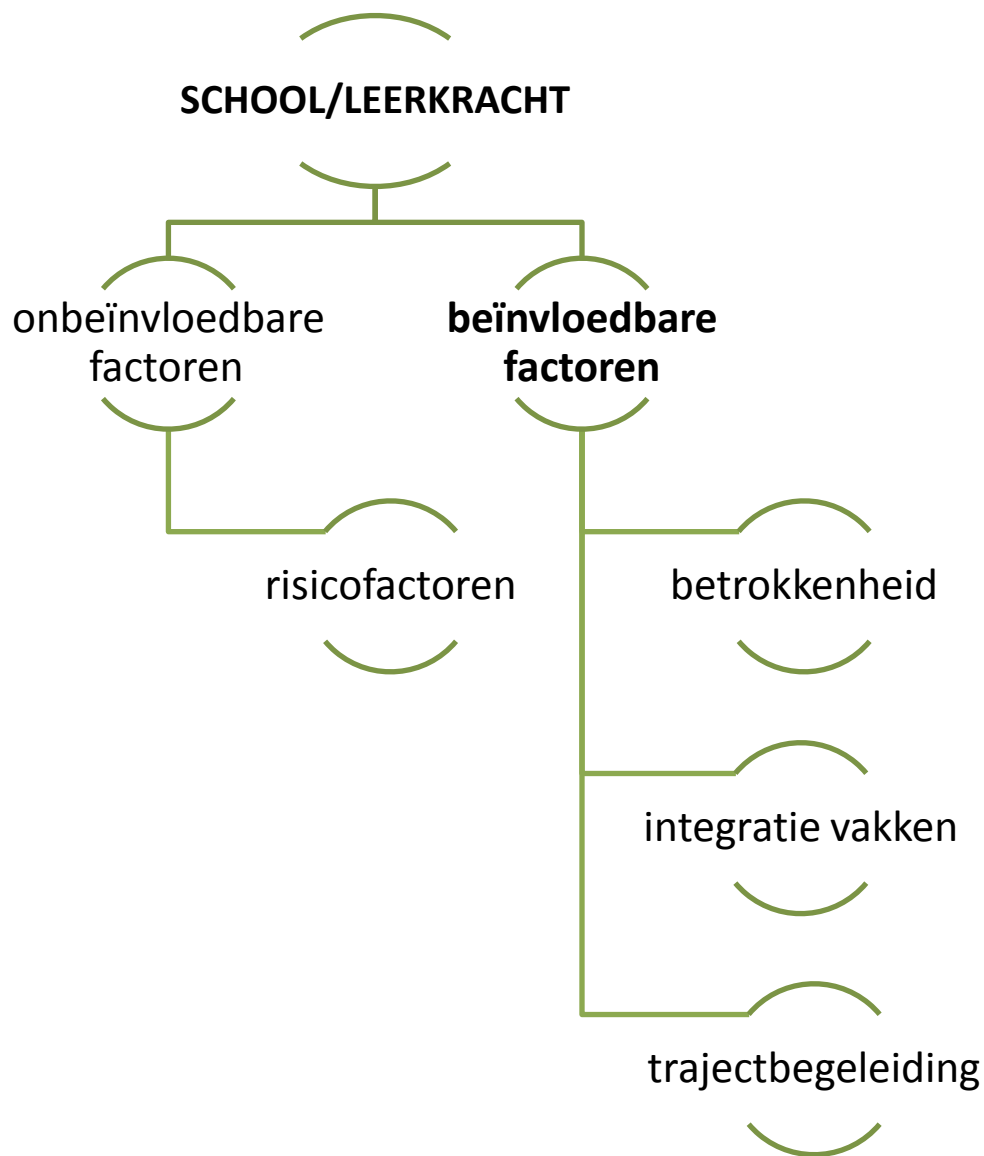 SCHOOL/LEERKRACHT
onbeïnvloedbare
factoren
beïnvloedbare
factoren
risicofactoren
betrokkenheid
integratie vakken
trajectbegeleiding